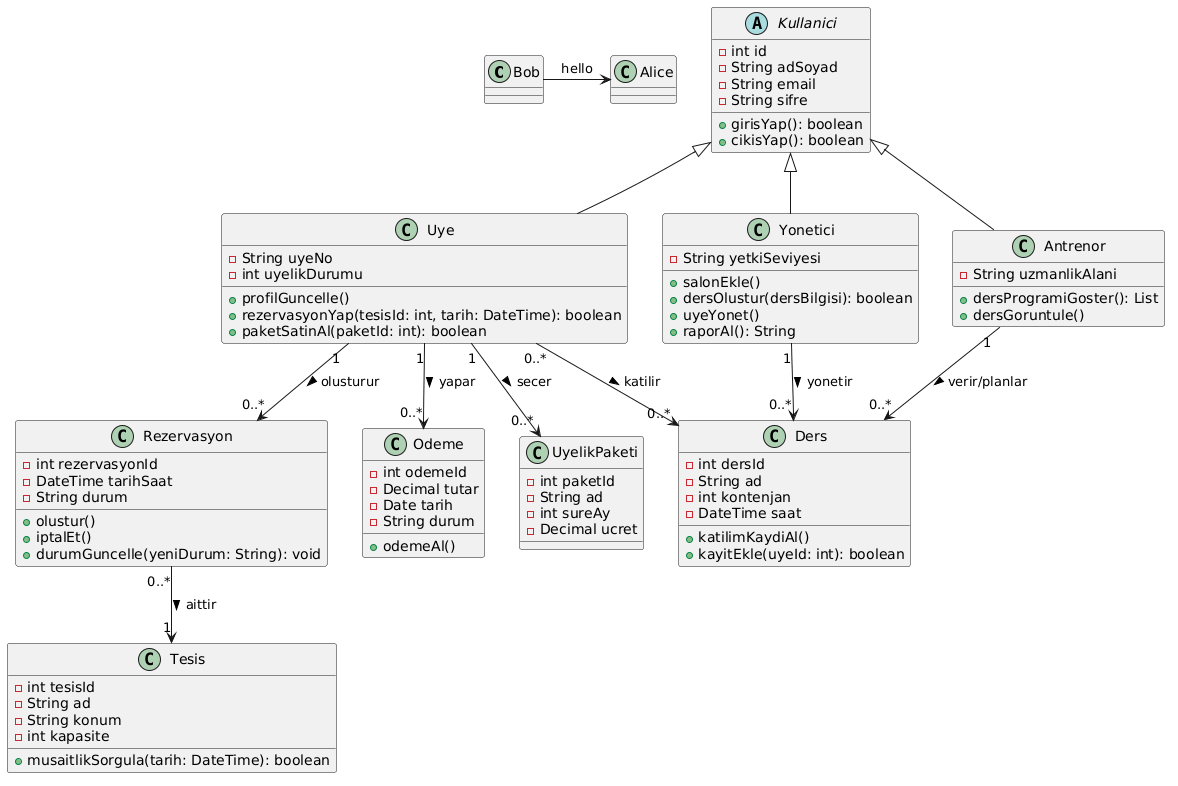 Bob
hello
Alice
Kullanici
int id
String adSoyad
String email
String sifre
girisYap(): boolean
cikisYap(): boolean
Uye
String uyeNo
int uyelikDurumu
profilGuncelle()
rezervasyonYap(tesisId: int, tarih: DateTime): boolean
paketSatinAl(paketId: int): boolean
Yonetici
String yetkiSeviyesi
salonEkle()
dersOlustur(dersBilgisi): boolean
uyeYonet()
raporAl(): String
Antrenor
String uzmanlikAlani
dersProgramiGoster(): List
dersGoruntule()
1
olusturur
0..*
1
yapar
0..*
1
secer
0..*
0..*
katilir
0..*
1
yonetir
0..*
1
verir/planlar
0..*
Rezervasyon
int rezervasyonId
DateTime tarihSaat
String durum
olustur()
iptalEt()
durumGuncelle(yeniDurum: String): void
Odeme
int odemeId
Decimal tutar
Date tarih
String durum
odemeAl()
UyelikPaketi
int paketId
String ad
int sureAy
Decimal ucret
Ders
int dersId
String ad
int kontenjan
DateTime saat
katilimKaydiAl()
kayitEkle(uyeId: int): boolean
0..*
aittir
1
Tesis
int tesisId
String ad
String konum
int kapasite
musaitlikSorgula(tarih: DateTime): boolean